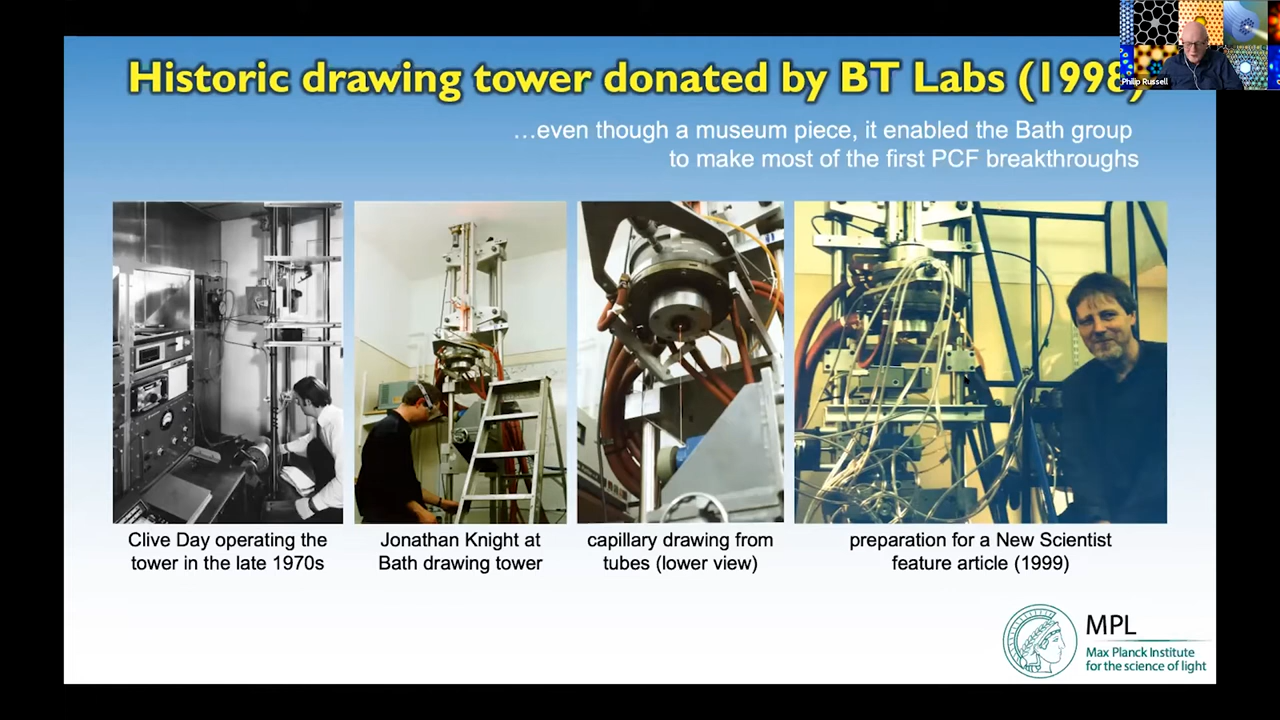 Historic drawing tower donated by BT Labs (1998)
Philip Russell
…even though a museum piece, it enabled the Bath group
to make most of the first PCF breakthroughs
Clive Day operating the
tower in the late 1970s
Jonathan Knight at
Bath drawing tower
capillary drawing from
tubes (lower view)
preparation for a New Scientist
feature article (1999)
MPL
Max Planck Institute
for the science of light